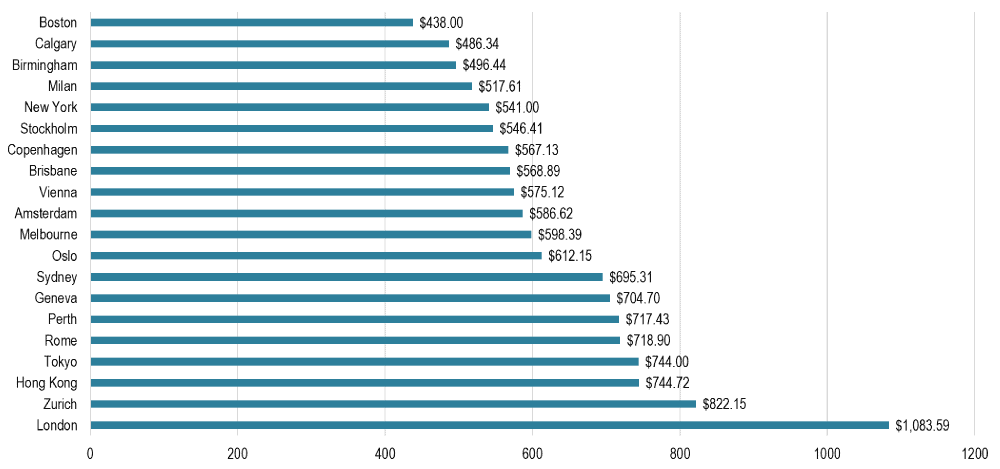 Boston $438.00
Calgary $486.34
Birmingham $496.44
Milan $517.61
New York $541.00
Stockholm $546.41
Copenhagen $567.13
Brisbane $568.89
Vienna $575.12
Amsterdam $586.62
Melbourne $598.39
Oslo $612.15
Sydney $695.31
Geneva $704.70
Perth $717.43
Rome $718.90
Tokyo $744.00
Hong Kong $744.72
Zurich $822.15
London $1,083.59
0 200 400 600 800 1000 1200